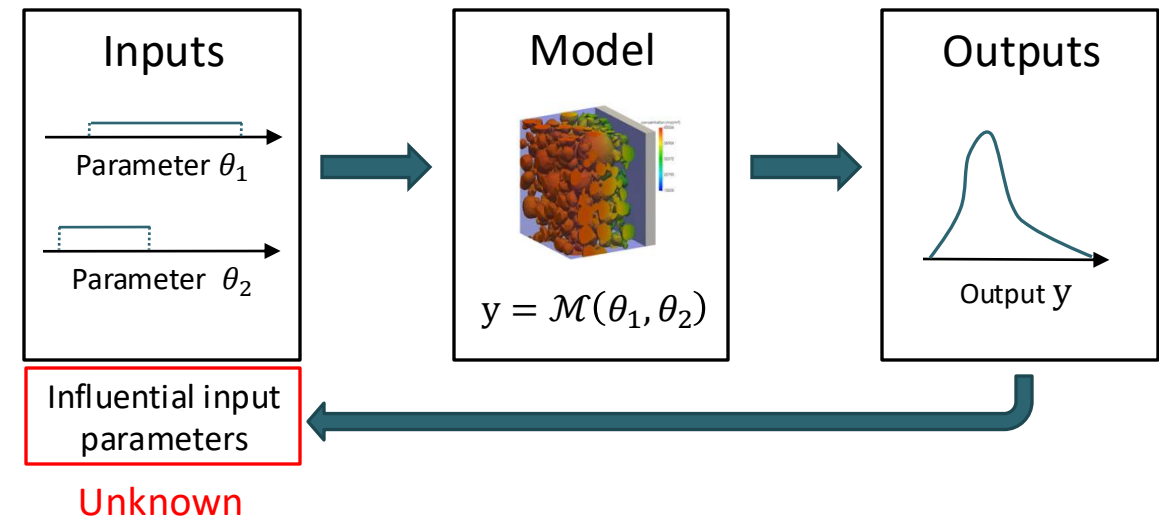 Inputs
Parameter θ₁
Parameter θ₂
Model
y = ℳ(θ₁, θ₂)
Outputs
Output y
Influential input
parameters
Unknown